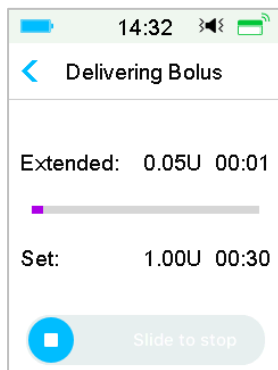 14:32
Delivering Bolus
Extended: 0.05U 00:01
Set: 1.00U 00:30
Slide to stop